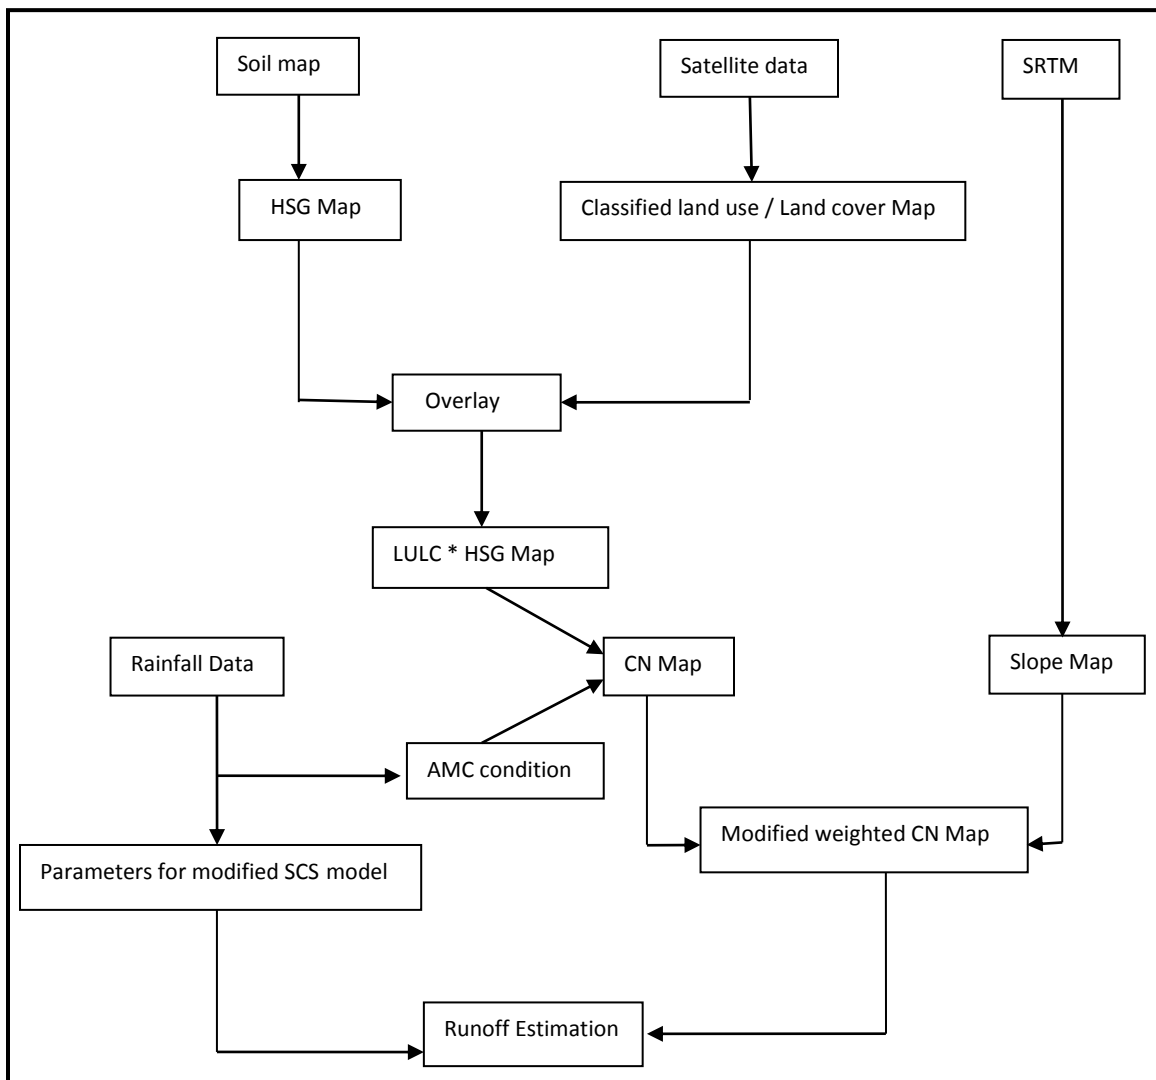 Soil map
Satellite data
SRTM
HSG Map
Classified land use / Land cover Map
Overlay
LULC * HSG Map
Rainfall Data
CN Map
Slope Map
AMC condition
Modified weighted CN Map
Parameters for modified SCS model
Runoff Estimation